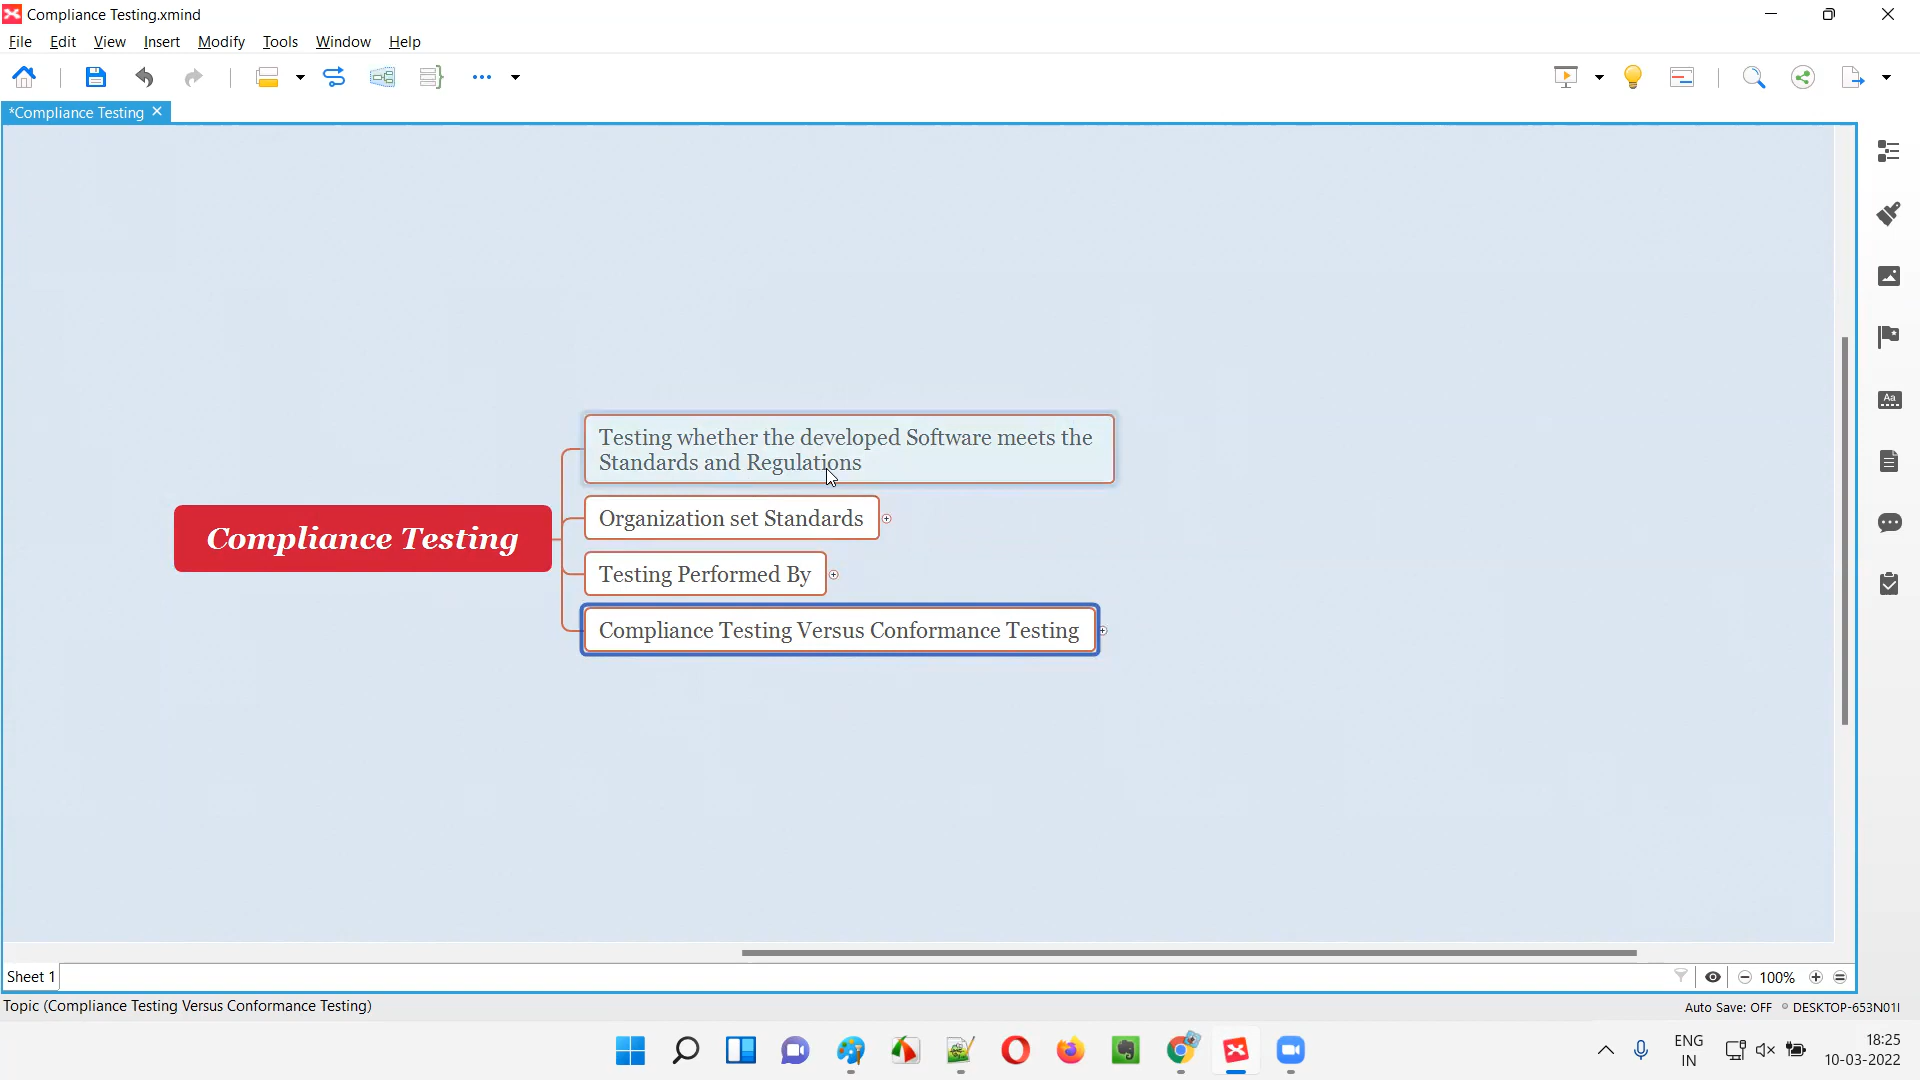 Compliance Testing.xmind
File Edit View Insert Modify Tools Window Help
*Compliance Testing
Testing whether the developed Software meets the
Standards and Regulations
Organization set Standards
Compliance Testing
Testing Performed By
Compliance Testing Versus Conformance Testing
Sheet 1
100%
Topic (Compliance Testing Versus Conformance Testing)
Auto Save: OFF
DESKTOP-653N01I
ENG
IN
18:25
10-03-2022
Aa